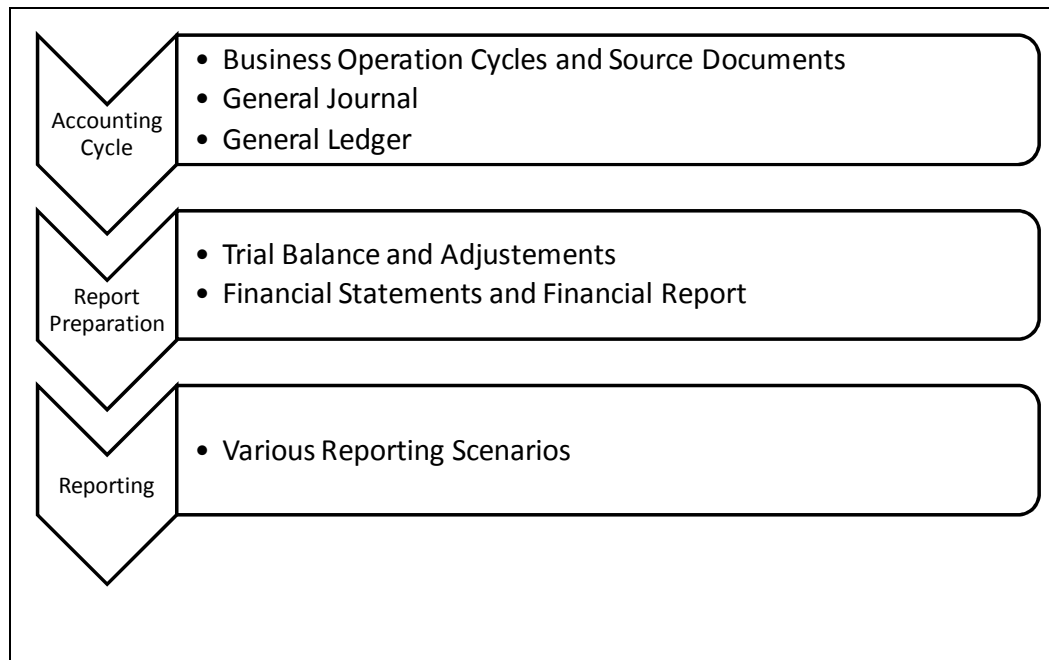 Accounting
Cycle
• Business Operation Cycles and Source Documents
• General Journal
• General Ledger
Report
Preparation
• Trial Balance and Adjustements
• Financial Statements and Financial Report
Reporting
• Various Reporting Scenarios